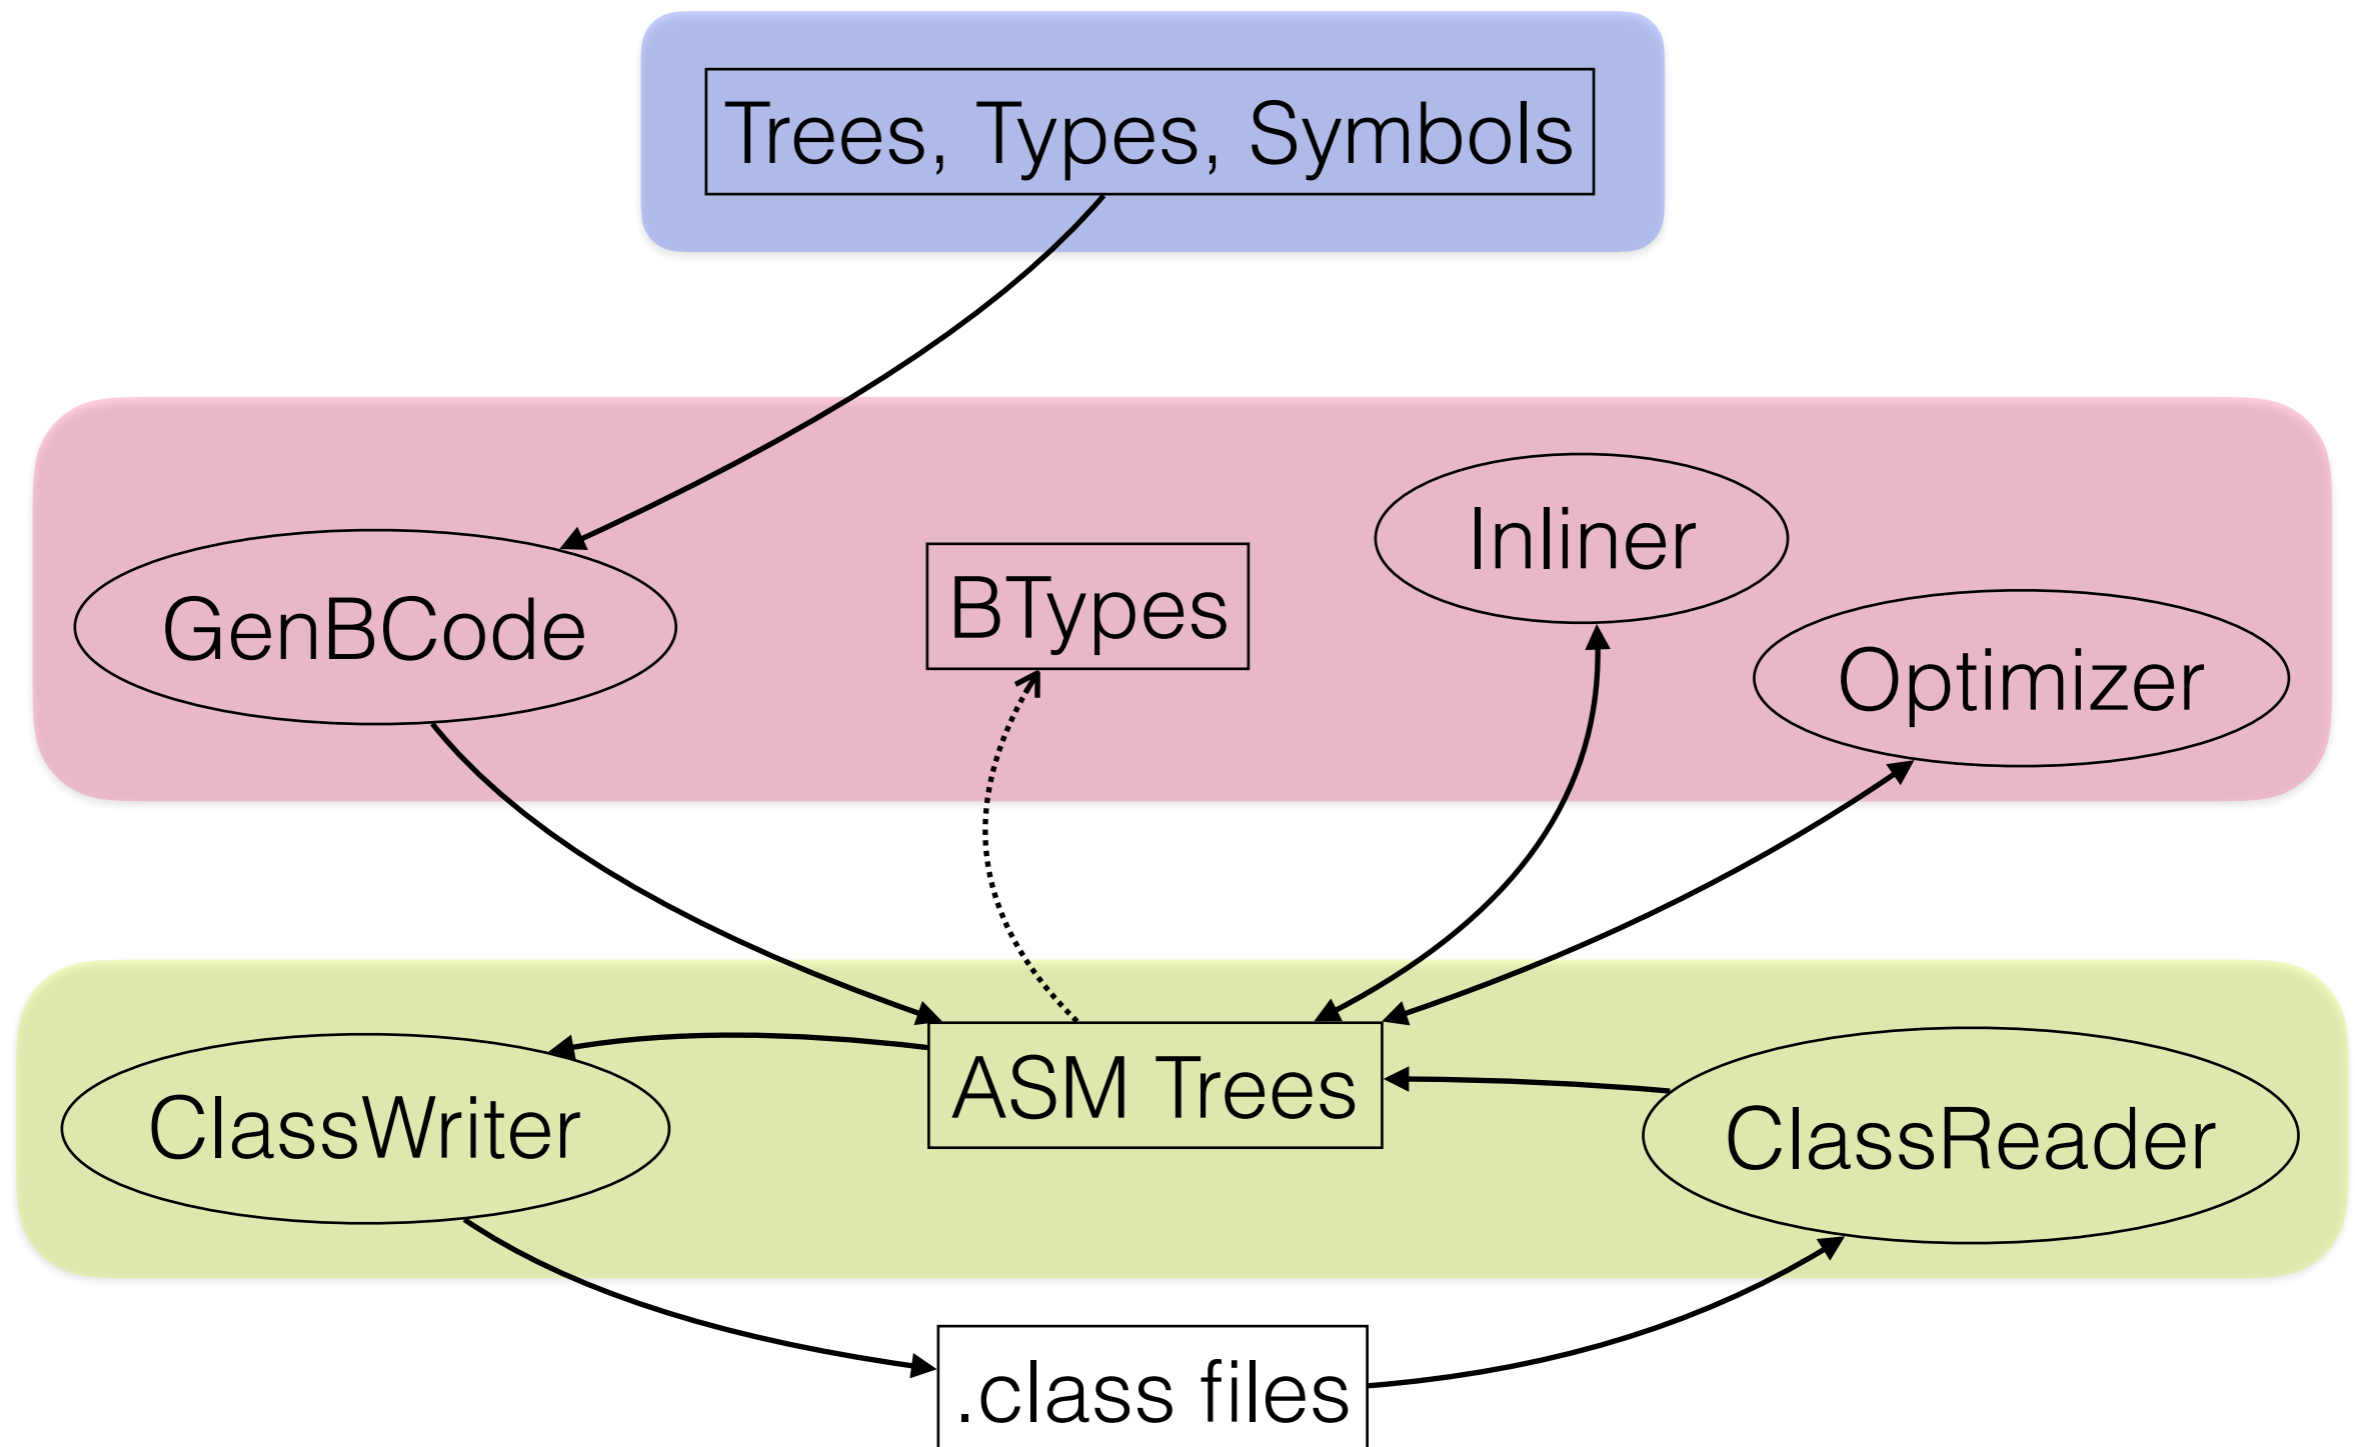 Trees, Types, Symbols
Inliner
BTypes
GenBCode
Optimizer
ASM Trees
ClassWriter
ClassReader
.class files